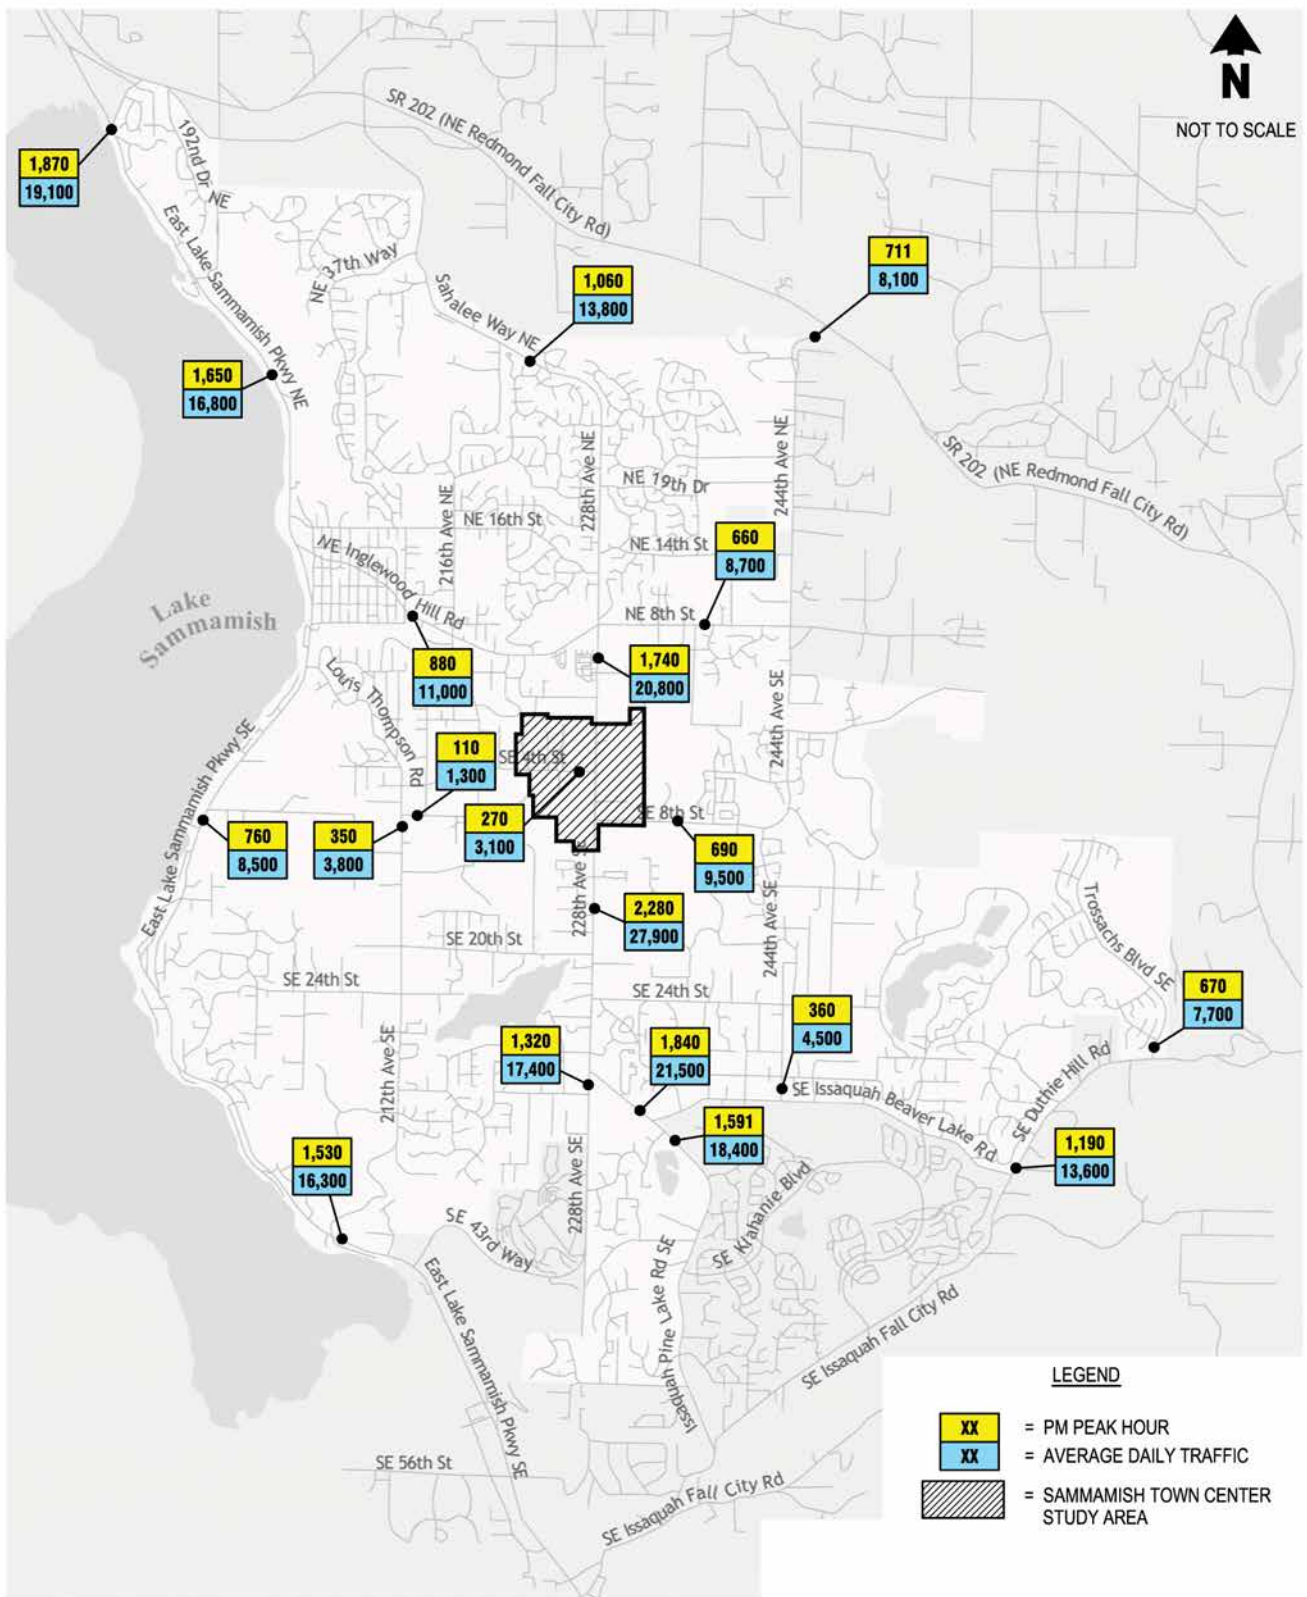 N
NOT TO SCALE
SR 202 (NE Redmond Fall City Rd)
192nd Dr NE
1,870
19,100
East Lake Sammamish Pkwy NE
NE 37th Way
Sahalee Way NE
1,060
13,800
711
8,100
1,650
16,800
228th Ave NE
244th Ave NE
SR 202 (NE Redmond Fall City Rd)
NE 19th Dr
216th Ave NE
NE 16th St
NE 14th St
660
8,700
NE Inglewood Hill Rd
Lake
Sammamish
NE 8th St
880
11,000
1,740
20,800
Louis Thompson Rd
244th Ave SE
East Lake Sammamish Pkwy SE
110
1,300
SE 4th St
270
3,100
SE 8th St
760
8,500
350
3,800
690
9,500
228th Ave SE
2,280
27,900
244th Ave SE
East Lake Sammamish Pkwy SE
SE 20th St
Trossachs Blvd SE
SE 24th St
SE 24th St
670
7,700
360
4,500
1,320
17,400
1,840
21,500
212th Ave SE
SE Issaquah Beaver Lake Rd
SE Duthie Hill Rd
1,591
18,400
1,530
16,300
1,190
13,600
228th Ave SE
SE Klahanie Blvd
SE 43rd Way
East Lake Sammamish Pkwy SE
Issaquah Pine Lake Rd SE
SE Issaquah Fall City Rd
SE 56th St
SE Issaquah Fall City Rd
LEGEND
XX = PM PEAK HOUR
XX = AVERAGE DAILY TRAFFIC
= SAMMAMISH TOWN CENTER
STUDY AREA